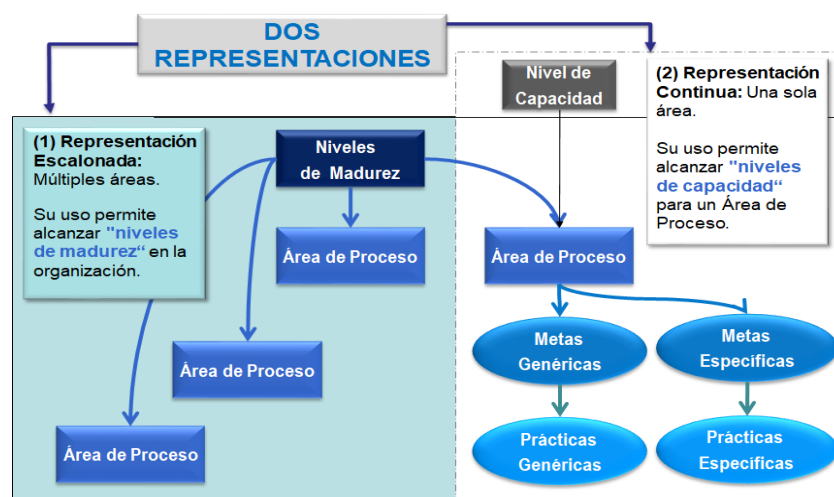 DOS
REPRESENTACIONES
(1) Representación
Escalonada:
Múltiples áreas.
Su uso permite
alcanzar "niveles
de madurez“ en la
organización.
Niveles
de Madurez
Área de Proceso
Área de Proceso
Área de Proceso
Nivel de
Capacidad
(2) Representación
Continua: Una sola
área.
Su uso permite
alcanzar "niveles
de capacidad“
para un Área de
Proceso.
Área de Proceso
Metas
Genéricas
Metas
Específicas
Prácticas
Genéricas
Prácticas
Específicas